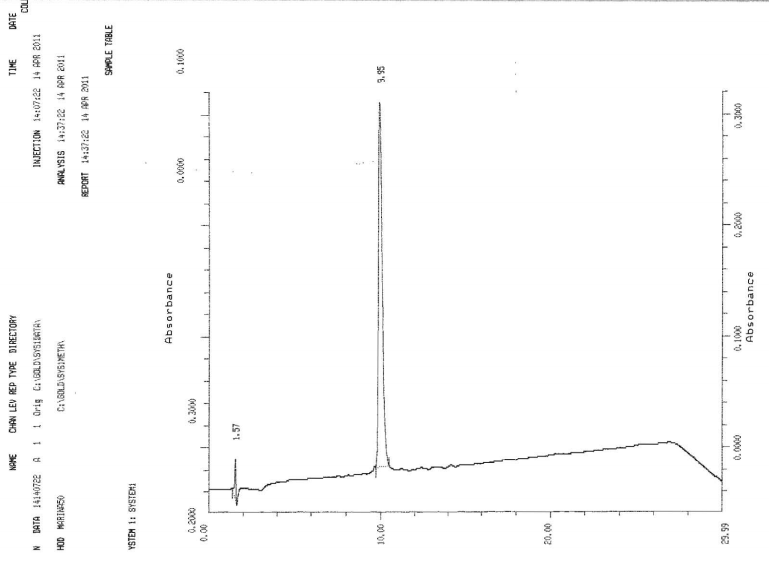 NAME CHAN LEV REP TYPE DIRECTORY TIME DATE
N DATA 14140722 A 1 1 Orig C:\GOLD\SYS1DATA\ INJECTION 14:07:22 14 APR 2011
HOD MARINA50 C:\GOLD\SYS1METH\ ANALYSIS 14:37:22 14 APR 2011
REPORT 14:37:22 14 APR 2011
SAMPLE TABLE
YSTEM 1: SYSTEM1
Absorbance
0.2000 0.3000 0.0000 0.1000
0.00
1.57
9.95
10.00
20.00
29.99
0.0000 0.1000 0.2000 0.3000
Absorbance